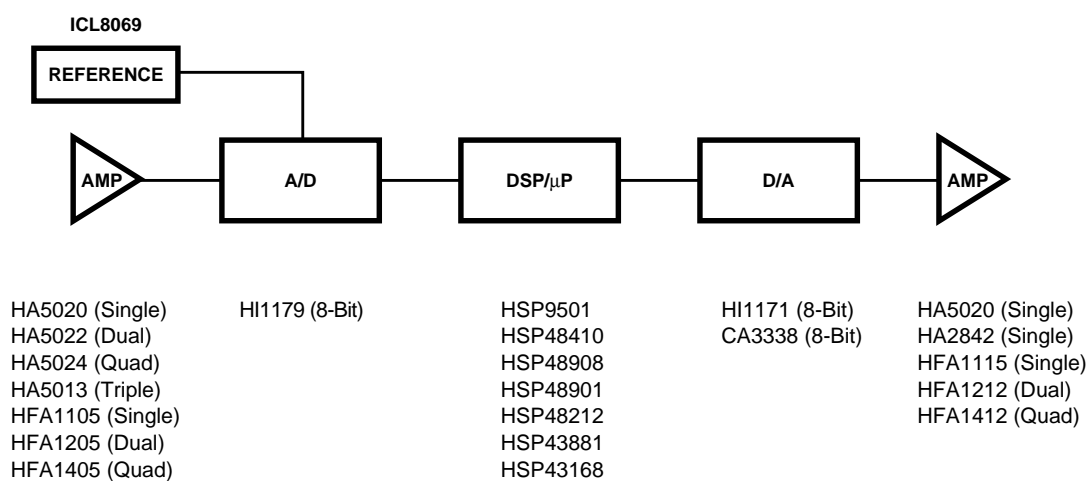 ICL8069
REFERENCE
AMP
A/D
DSP/μP
D/A
AMP
HA5020 (Single)
HA5022 (Dual)
HA5024 (Quad)
HA5013 (Triple)
HFA1105 (Single)
HFA1205 (Dual)
HFA1405 (Quad)
HI1179 (8-Bit)
HSP9501
HSP48410
HSP48908
HSP48901
HSP48212
HSP43881
HSP43168
HI1171 (8-Bit)
CA3338 (8-Bit)
HA5020 (Single)
HA2842 (Single)
HFA1115 (Single)
HFA1212 (Dual)
HFA1412 (Quad)